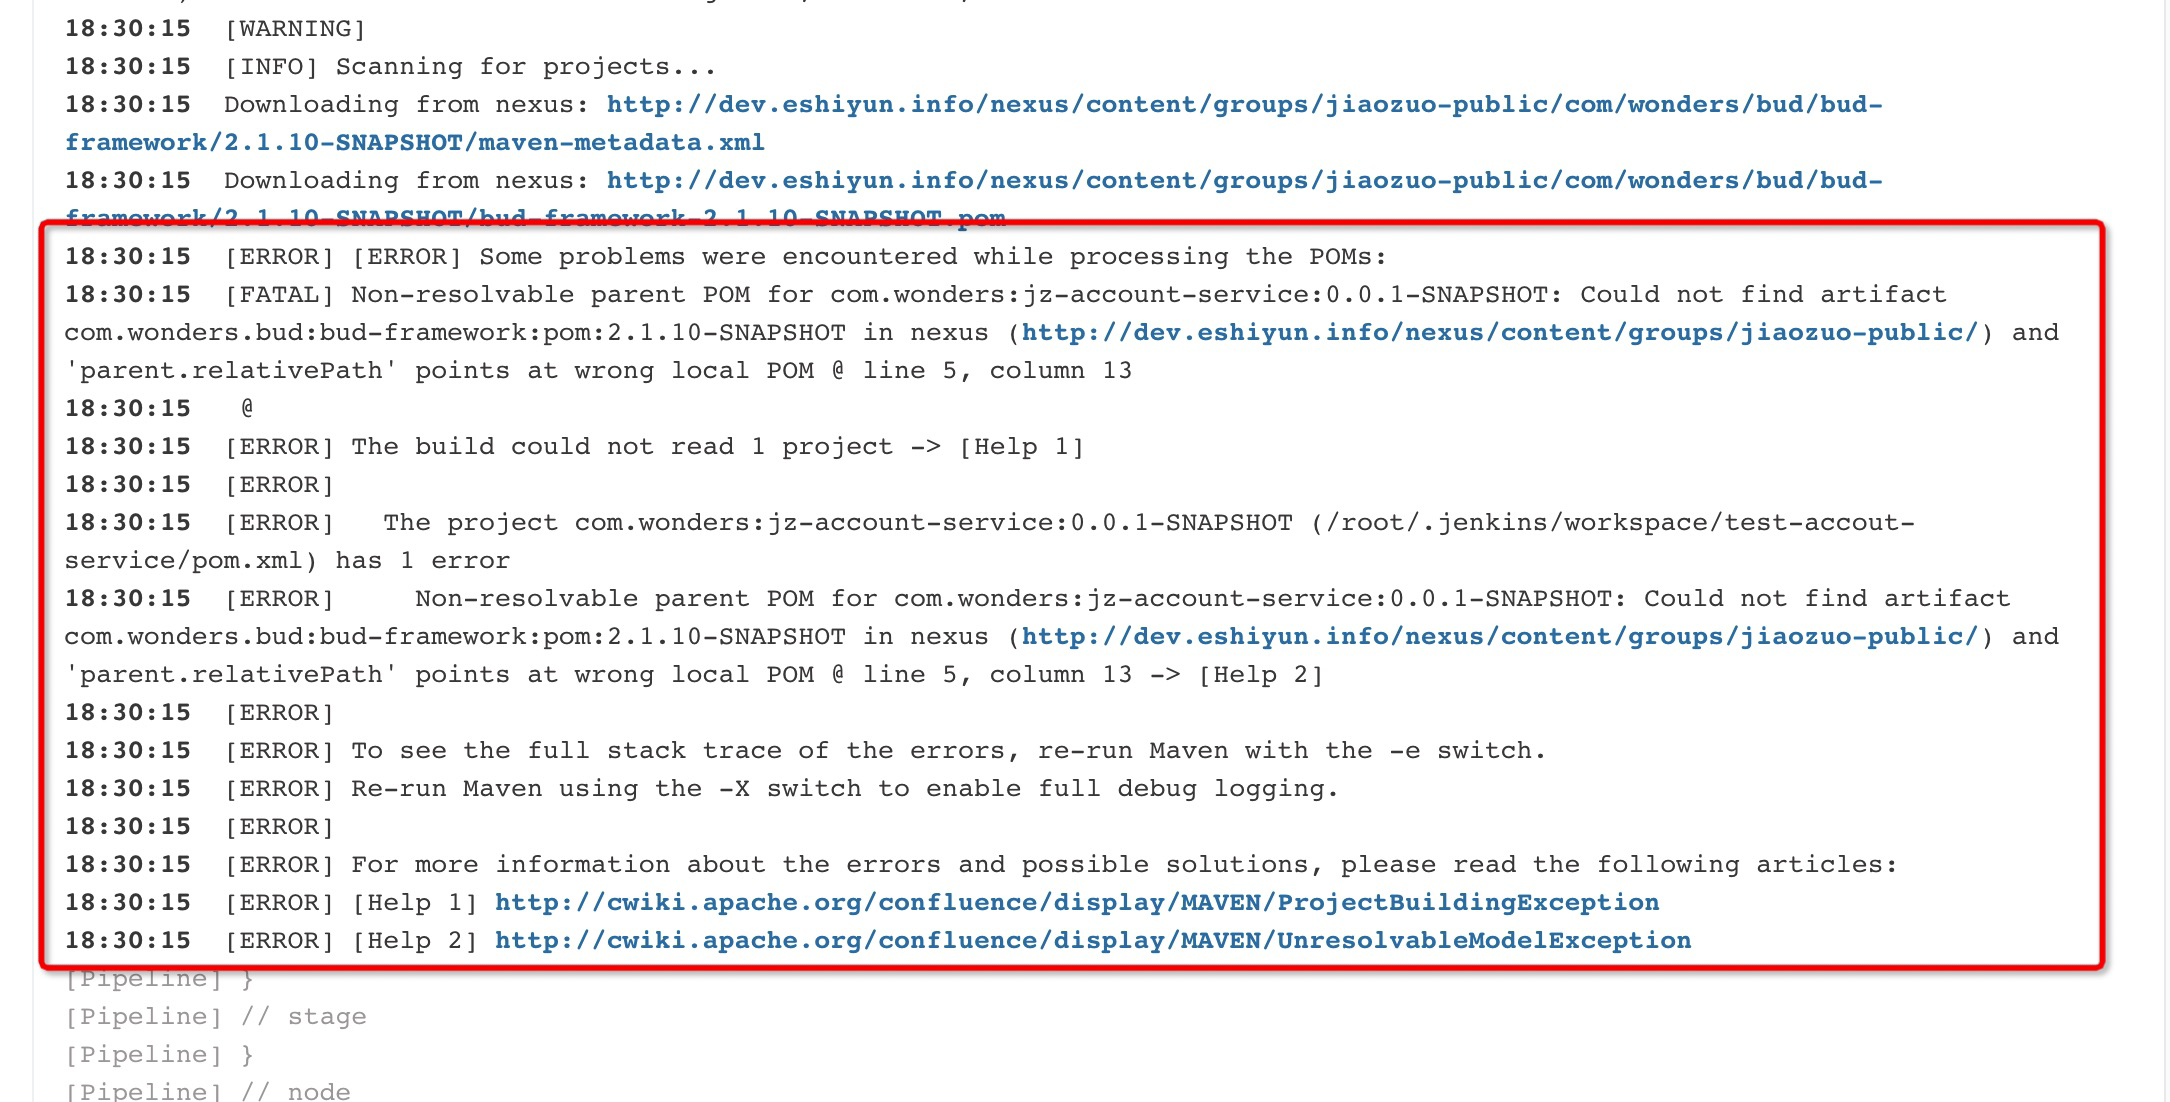 18:30:15  [WARNING]
18:30:15  [INFO] Scanning for projects...
18:30:15  Downloading from nexus: http://dev.eshiyun.info/nexus/content/groups/jiaozuo-public/com/wonders/bud/bud-
framework/2.1.10-SNAPSHOT/maven-metadata.xml
18:30:15  Downloading from nexus: http://dev.eshiyun.info/nexus/content/groups/jiaozuo-public/com/wonders/bud/bud-
framework/2.1.10-SNAPSHOT/bud-framework-2.1.10-SNAPSHOT.pom
18:30:15  [ERROR] [ERROR] Some problems were encountered while processing the POMs:
18:30:15  [FATAL] Non-resolvable parent POM for com.wonders:jz-account-service:0.0.1-SNAPSHOT: Could not find artifact
com.wonders.bud:bud-framework:pom:2.1.10-SNAPSHOT in nexus (http://dev.eshiyun.info/nexus/content/groups/jiaozuo-public/) and
'parent.relativePath' points at wrong local POM @ line 5, column 13
18:30:15   @
18:30:15  [ERROR] The build could not read 1 project -> [Help 1]
18:30:15  [ERROR]
18:30:15  [ERROR]   The project com.wonders:jz-account-service:0.0.1-SNAPSHOT (/root/.jenkins/workspace/test-accout-
service/pom.xml) has 1 error
18:30:15  [ERROR]     Non-resolvable parent POM for com.wonders:jz-account-service:0.0.1-SNAPSHOT: Could not find artifact
com.wonders.bud:bud-framework:pom:2.1.10-SNAPSHOT in nexus (http://dev.eshiyun.info/nexus/content/groups/jiaozuo-public/) and
'parent.relativePath' points at wrong local POM @ line 5, column 13 -> [Help 2]
18:30:15  [ERROR]
18:30:15  [ERROR] To see the full stack trace of the errors, re-run Maven with the -e switch.
18:30:15  [ERROR] Re-run Maven using the -X switch to enable full debug logging.
18:30:15  [ERROR]
18:30:15  [ERROR] For more information about the errors and possible solutions, please read the following articles:
18:30:15  [ERROR] [Help 1] http://cwiki.apache.org/confluence/display/MAVEN/ProjectBuildingException
18:30:15  [ERROR] [Help 2] http://cwiki.apache.org/confluence/display/MAVEN/UnresolvableModelException
[Pipeline] }
[Pipeline] // stage
[Pipeline] }
[Pipeline] // node